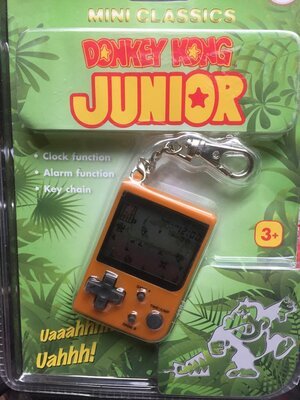 MINI CLASSICS
DONKEY KONG
JUNIOR
• Clock function
• Alarm function
• Key chain
3+
Uaaahhh
Uahhh!